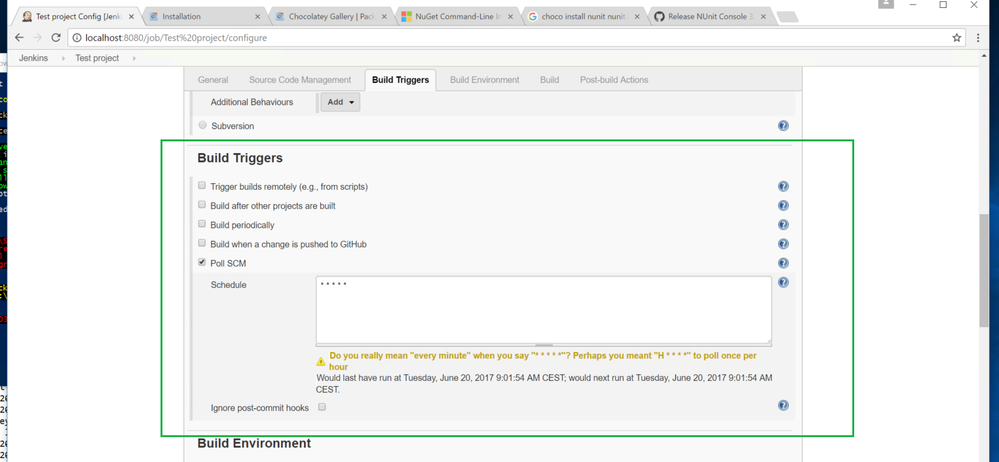 Test project Config [Jenki
Installation
Chocolatey Gallery | Pack
NuGet Command-Line In
choco install nunit nunit.
Release NUnit Console 3.
localhost:8080/job/Test%20project/configure
Jenkins
Test project
General
Source Code Management
Build Triggers
Build Environment
Build
Post-build Actions
Additional Behaviours
Add
Subversion
Build Triggers
Trigger builds remotely (e.g., from scripts)
Build after other projects are built
Build periodically
Build when a change is pushed to GitHub
Poll SCM
Schedule
* * * * *
Do you really mean "every minute" when you say "* * * * *"? Perhaps you meant "H * * * *" to poll once per
hour
Would last have run at Tuesday, June 20, 2017 9:01:54 AM CEST; would next run at Tuesday, June 20, 2017 9:01:54 AM
CEST.
Ignore post-commit hooks
Build Environment